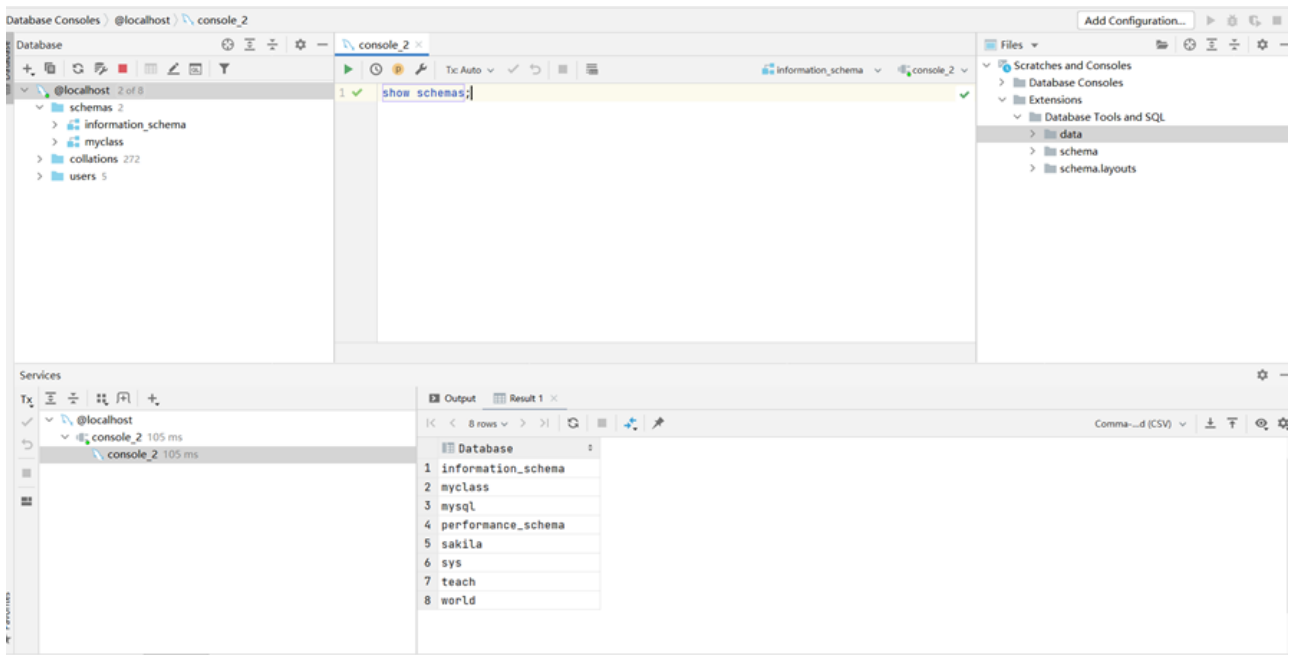 Database Consoles @localhost console_2
Add Configuration...
Database
console_2
Files
Tx: Auto
information_schema
console_2
@localhost 2 of 8
schemas 2
information_schema
myclass
collations 272
users 5
1 show schemas;
Scratches and Consoles
Database Consoles
Extensions
Database Tools and SQL
data
schema
schema.layouts
Services
Tx
@localhost
console_2 105 ms
console_2 105 ms
Output Result 1
8 rows
Comma-...d (CSV)
Database
1 information_schema
2 myclass
3 mysql
4 performance_schema
5 sakila
6 sys
7 teach
8 world